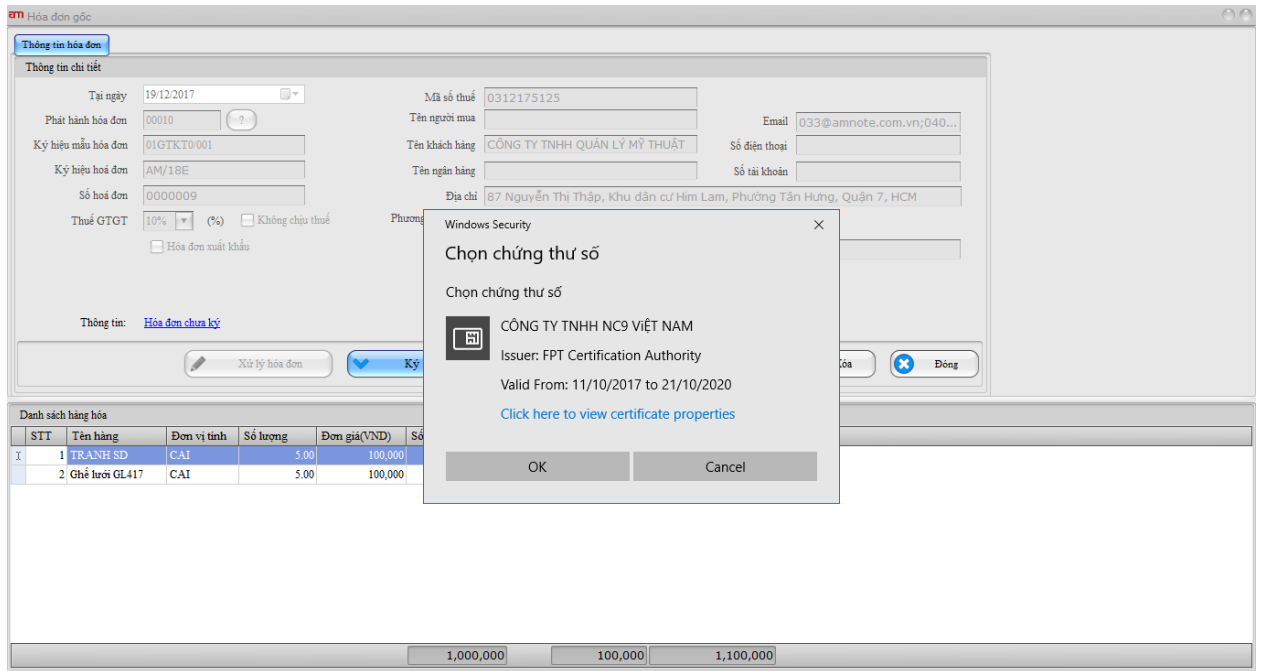 am Hóa đơn gốc
Thông tin hóa đơn
Thông tin chi tiết
Tại ngày 19/12/2017 Mã số thuế 0312175125
Phát hành hóa đơn 00010 ? Tên người mua Email 033@amnote.com.vn;040...
Ký hiệu mẫu hóa đơn 01GTKT0/001 Tên khách hàng CÔNG TY TNHH QUẢN LÝ MỸ THUẬT Số điện thoại
Ký hiệu hoá đơn AM/18E Tên ngân hàng Số tài khoản
Số hoá đơn 0000009 Địa chỉ 87 Nguyễn Thị Thập, Khu dân cư Him Lam, Phường Tân Hưng, Quận 7, HCM
Thuế GTGT 10% (%) Không chịu thuế Phương
Hóa đơn xuất khẩu
Thông tin: Hóa đơn chưa ký
Xử lý hóa đơn Ký Xóa Đóng
Windows Security
Chọn chứng thư số
Chọn chứng thư số
CÔNG TY TNHH NC9 VIỆT NAM
Issuer: FPT Certification Authority
Valid From: 11/10/2017 to 21/10/2020
Click here to view certificate properties
OK Cancel
Danh sách hàng hóa
STT Tên hàng Đơn vị tính Số lượng Đơn giá(VND) Số
1 TRANH SD CAI 5.00 100,000
2 Ghế lưới GL417 CAI 5.00 100,000
1,000,000 100,000 1,100,000